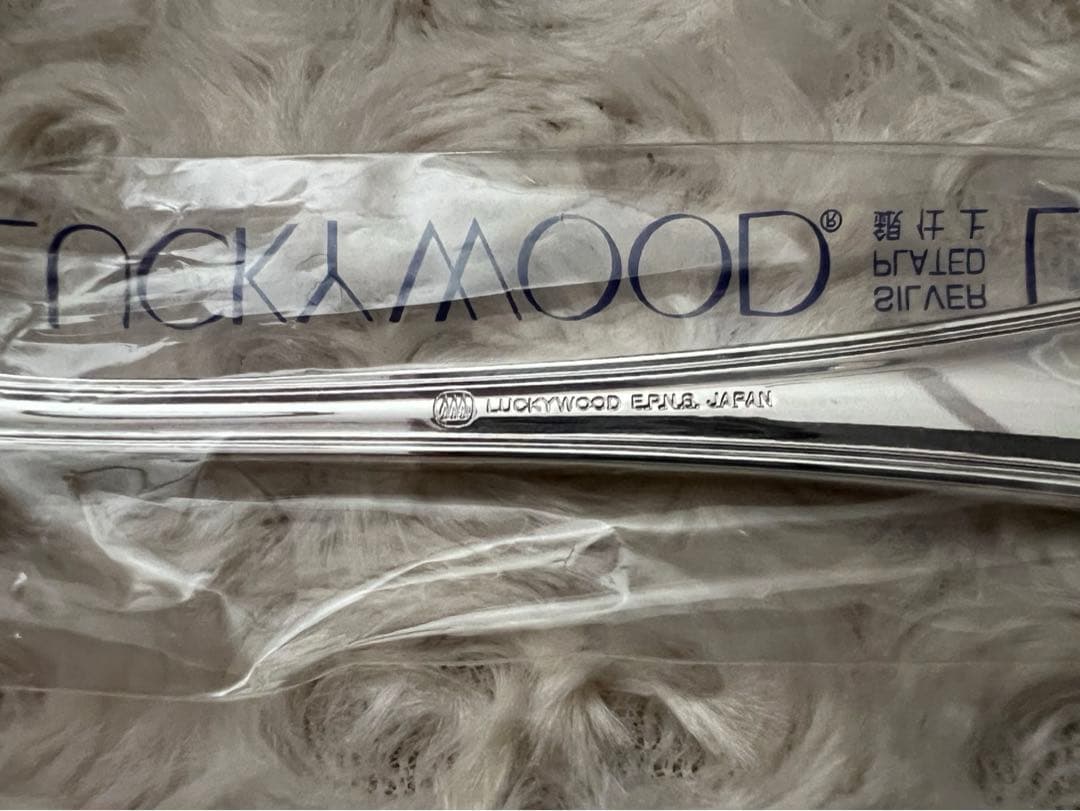 LUCKYWOOD®
銀仕上
PLATED
SILVER
LUCKYWOOD E.P.N.S. JAPAN